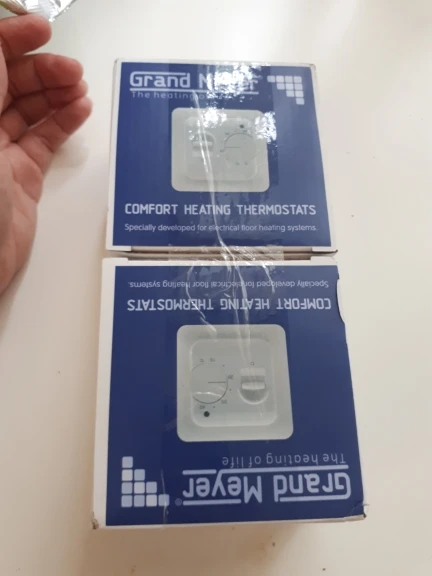 Grand Meyer
The heating of
COMFORT HEATING THERMOSTATS
Specially developed for electrical floor heating systems.
Specially developed for electrical floor heating systems.
COMFORT HEATING THERMOSTATS
The heating of life
Grand Meyer®